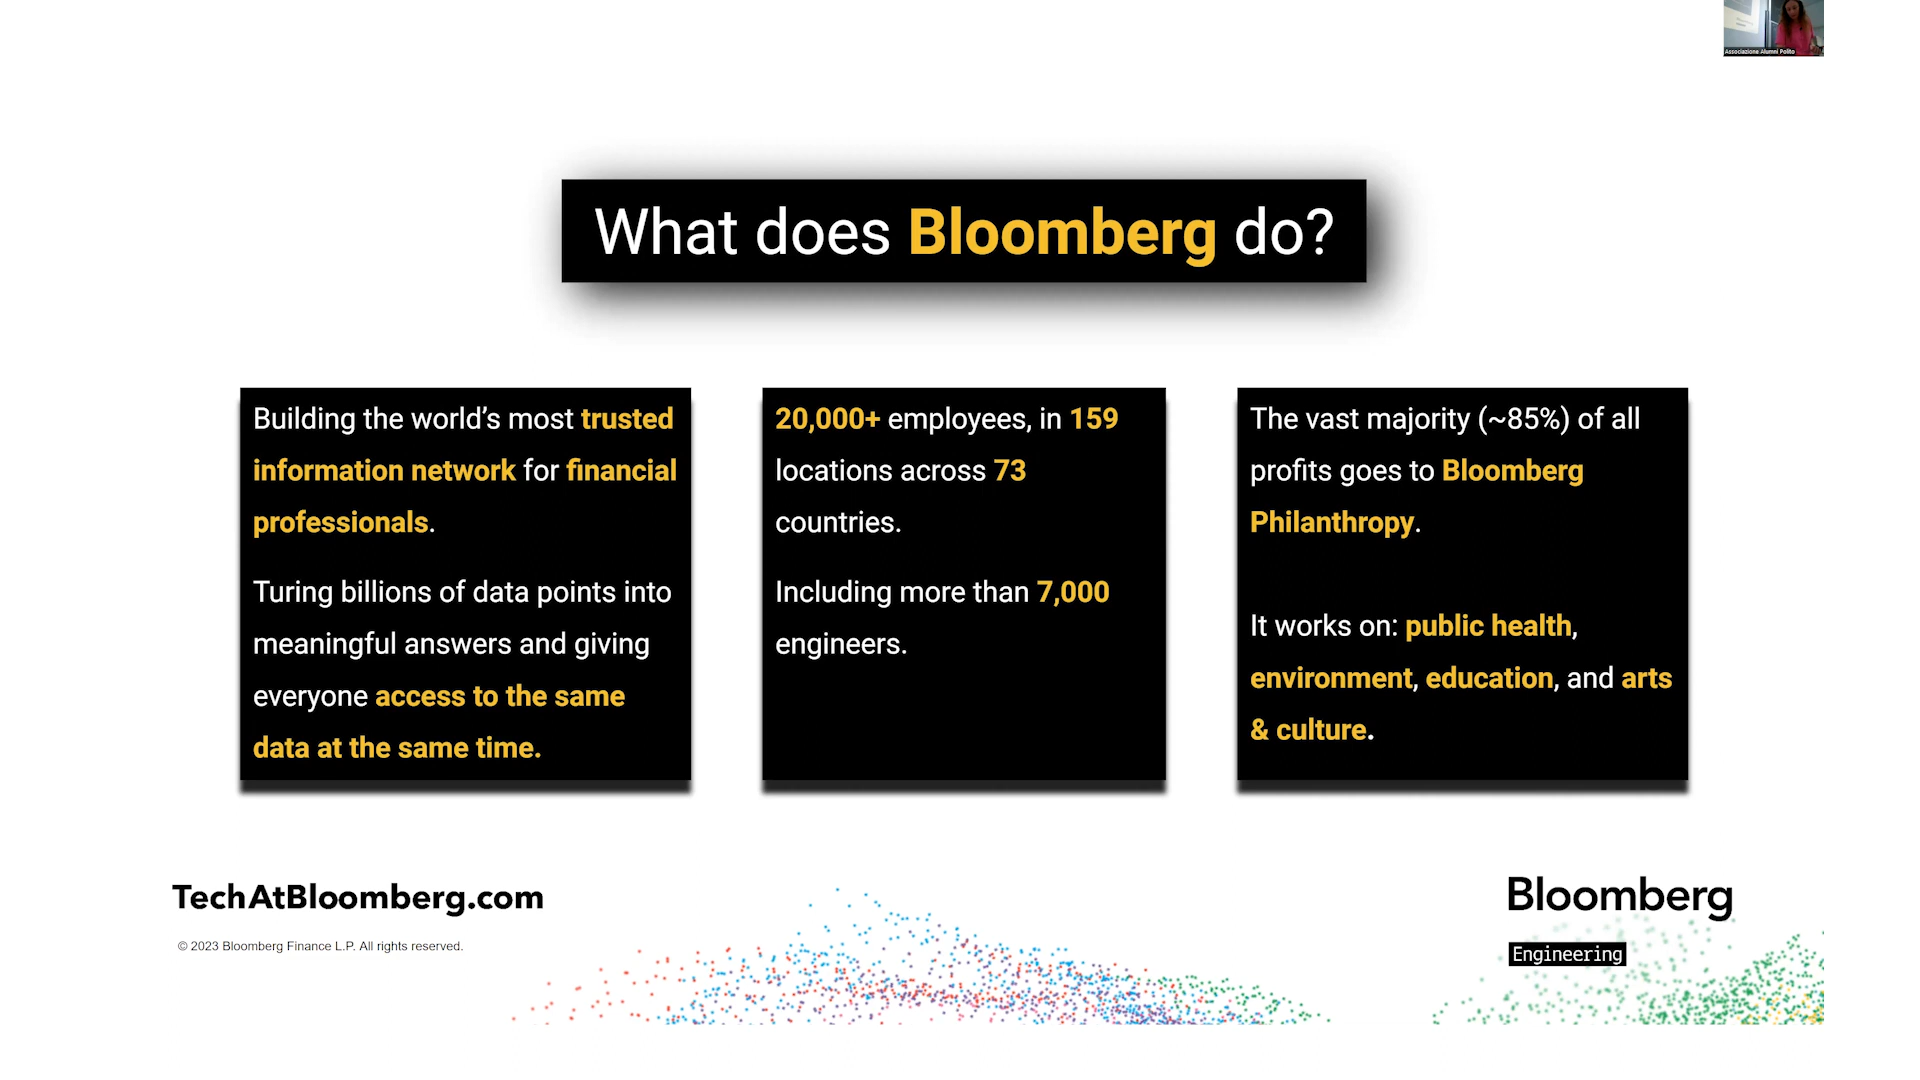 Associazione Alumni Polito
What does Bloomberg do?
Building the world’s most trusted
information network for financial
professionals.
Turing billions of data points into
meaningful answers and giving
everyone access to the same
data at the same time.
20,000+ employees, in 159
locations across 73
countries.
Including more than 7,000
engineers.
The vast majority (~85%) of all
profits goes to Bloomberg
Philanthropy.
It works on: public health,
environment, education, and arts
& culture.
TechAtBloomberg.com
© 2023 Bloomberg Finance L.P. All rights reserved.
Bloomberg
Engineering